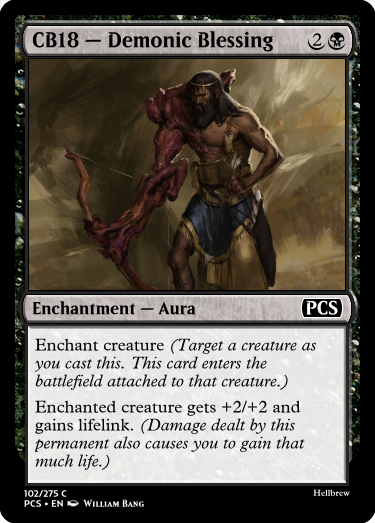 CB18 — Demonic Blessing 2
Enchantment — Aura PCS
Enchant creature (Target a creature as
you cast this. This card enters the
battlefield attached to that creature.)
Enchanted creature gets +2/+2 and
gains lifelink. (Damage dealt by this
permanent also causes you to gain that
much life.)
102/275 C Hellbrew
PCS • EN William Bang